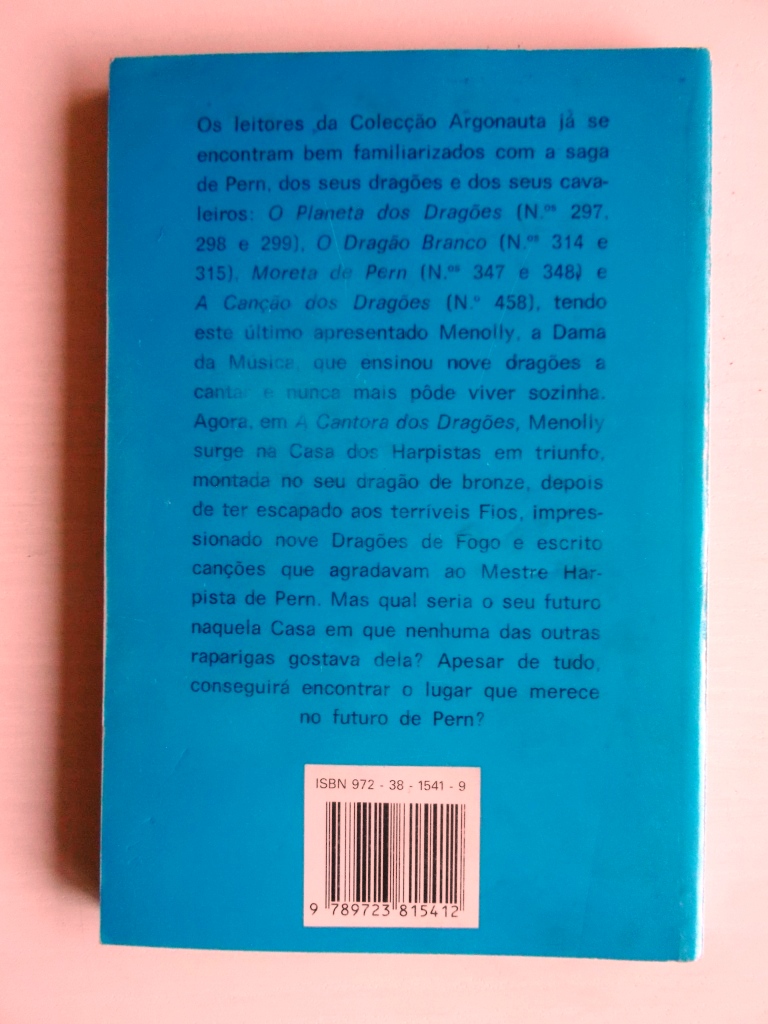 Os leitores da Colecção Argonauta já se
encontram bem familiarizados com a saga
de Pern, dos seus dragões e dos seus cava-
leiros: O Planeta dos Dragões (N.os 297,
298 e 299), O Dragão Branco (N.os 314 e
315), Moreta de Pern (N.os 347 e 348) e
A Canção dos Dragões (N.º 458), tendo
este último apresentado Menolly, a Dama
da Música, que ensinou nove dragões a
cantar e nunca mais pôde viver sozinha.
Agora, em A Cantora dos Dragões, Menolly
surge na Casa dos Harpistas em triunfo,
montada no seu dragão de bronze, depois
de ter escapado aos terríveis Fios, impres-
sionado nove Dragões de Fogo e escrito
canções que agradavam ao Mestre Har-
pista de Pern. Mas qual seria o seu futuro
naquela Casa em que nenhuma das outras
raparigas gostava dela? Apesar de tudo,
conseguirá encontrar o lugar que merece
no futuro de Pern?
ISBN 972 - 38 - 1541 - 9
9 789723 815412